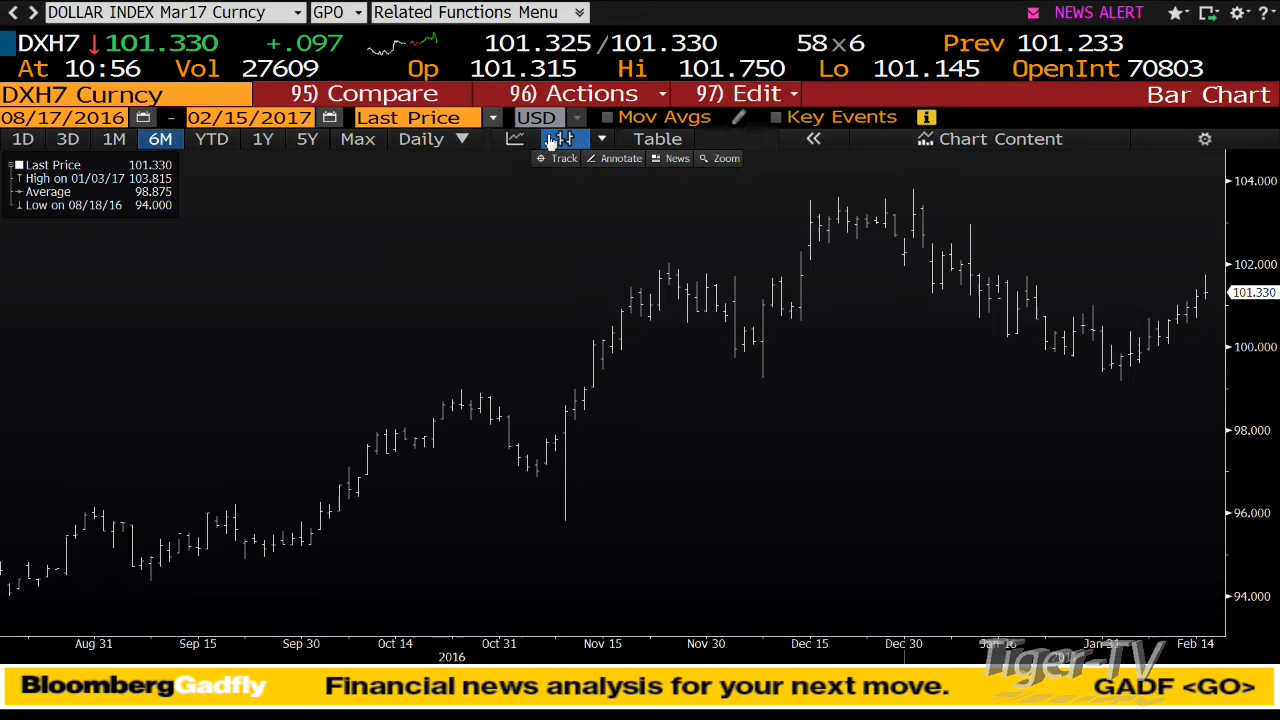 DOLLAR INDEX Mar17 Curncy GPO Related Functions Menu NEWS ALERT
DXH7 101.330 +.097 101.325/101.330 58x6 Prev 101.233
At 10:56 Vol 27609 Op 101.315 Hi 101.750 Lo 101.145 OpenInt 70803
DXH7 Curncy 95) Compare 96) Actions 97) Edit Bar Chart
08/17/2016 - 02/15/2017 Last Price USD Mov Avgs Key Events
1D 3D 1M 6M YTD 1Y 5Y Max Daily Table Chart Content
Track Annotate News Zoom
Last Price 101.330
High on 01/03/17 103.815
Average 98.875
Low on 08/18/16 94.000
104.000
102.000
101.330
100.000
98.000
96.000
94.000
Aug 31 Sep 15 Sep 30 Oct 14 Oct 31 Nov 15 Nov 30 Dec 15 Dec 30 Jan 16 Jan 31 Feb 14
2016
Tiger-TV
BloombergGadfly Financial news analysis for your next move. GADF <GO>